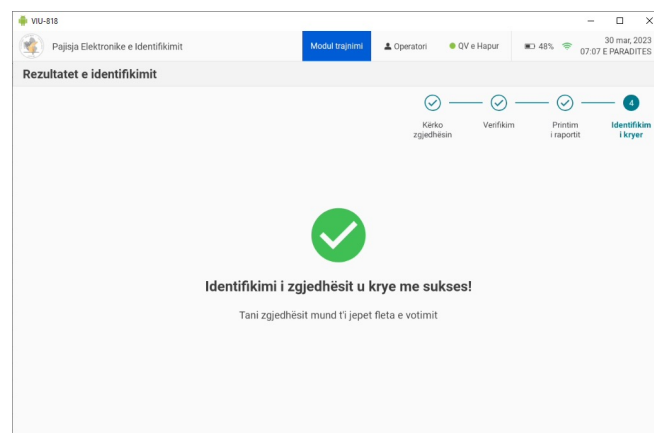 VIU-818
Pajisja Elektronike e Identifikimit
Modul trajnimi
Operatori
QV e Hapur
48%
30 mar, 2023
07:07 E PARADITES
Rezultatet e identifikimit
Kërko
zgjedhësin
Verifikim
Printim
i raportit
4
Identifikim
i kryer
Identifikimi i zgjedhësit u krye me sukses!
Tani zgjedhësit mund t'i jepet fleta e votimit